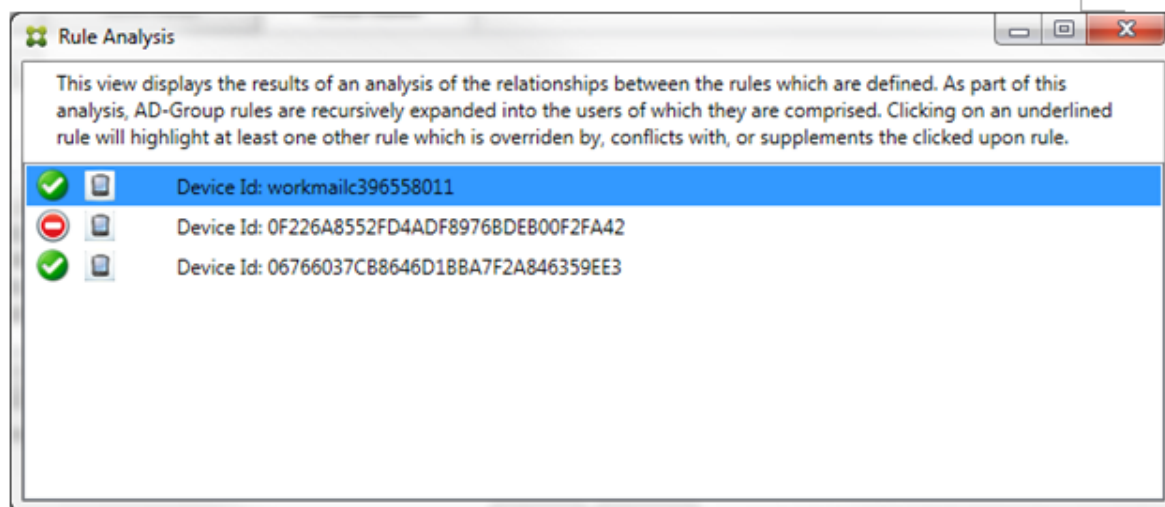 Rule Analysis
This view displays the results of an analysis of the relationships between the rules which are defined. As part of this
analysis, AD-Group rules are recursively expanded into the users of which they are comprised. Clicking on an underlined
rule will highlight at least one other rule which is overriden by, conflicts with, or supplements the clicked upon rule.
Device Id: workmailc396558011
Device Id: 0F226A8552FD4ADF8976BDEB00F2FA42
Device Id: 06766037CB8646D1BBA7F2A846359EE3